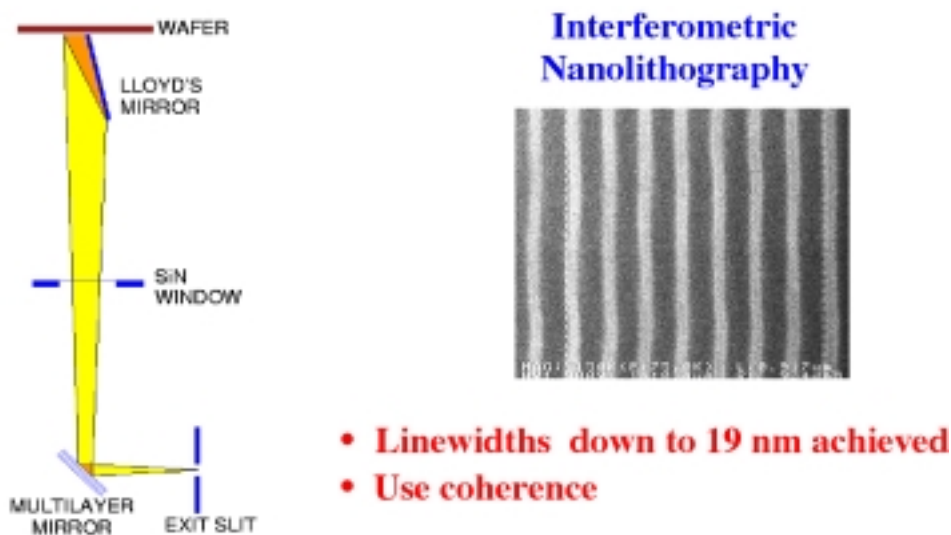 WAFER
LLOYD'S
MIRROR
SiN
WINDOW
MULTILAYER
MIRROR
EXIT SLIT
Interferometric
Nanolithography
• Linewidths down to 19 nm achieved
• Use coherence